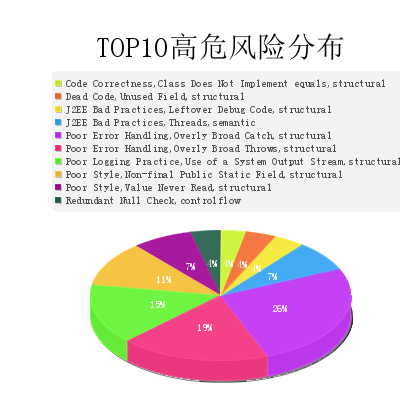 TOP10高危风险分布
Code Correctness,Class Does Not Implement equals,structural
Dead Code,Unused Field,structural
J2EE Bad Practices,Leftover Debug Code,structural
J2EE Bad Practices,Threads,semantic
Poor Error Handling,Overly Broad Catch,structural
Poor Error Handling,Overly Broad Throws,structural
Poor Logging Practice,Use of a System Output Stream,structural
Poor Style,Non-final Public Static Field,structural
Poor Style,Value Never Read,structural
Redundant Null Check,controlflow
4% 4% 4% 4%
7% 7%
11%
15% 26%
19%